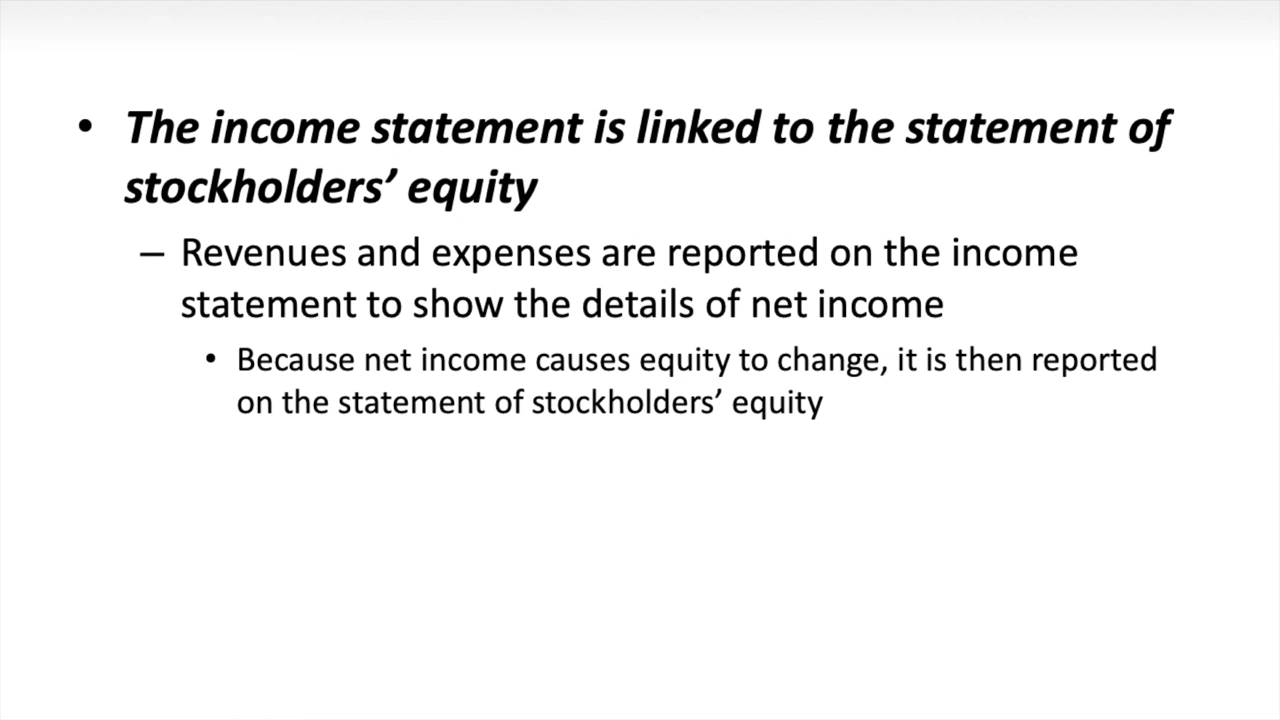 • The income statement is linked to the statement of
stockholders’ equity
– Revenues and expenses are reported on the income
statement to show the details of net income
• Because net income causes equity to change, it is then reported
on the statement of stockholders’ equity